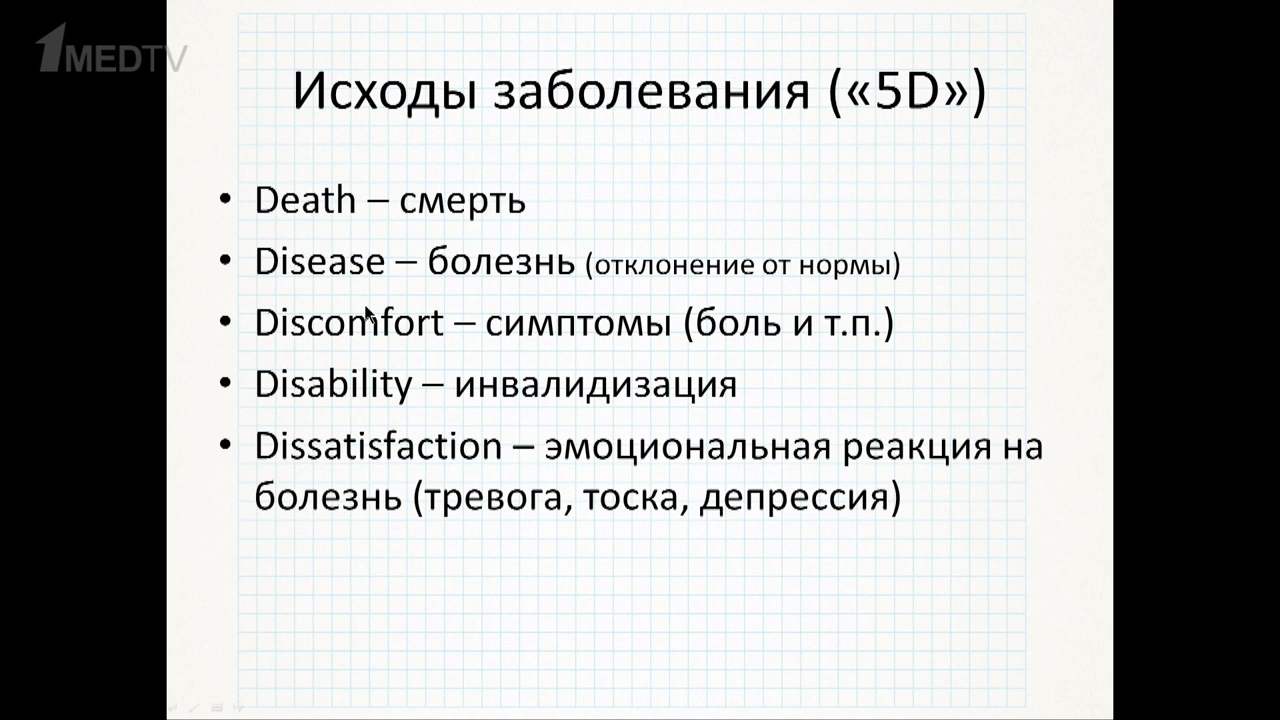 1MEDTV
Исходы заболевания («5D»)
• Death – смерть
• Disease – болезнь (отклонение от нормы)
• Discomfort – симптомы (боль и т.п.)
• Disability – инвалидизация
• Dissatisfaction – эмоциональная реакция на
болезнь (тревога, тоска, депрессия)